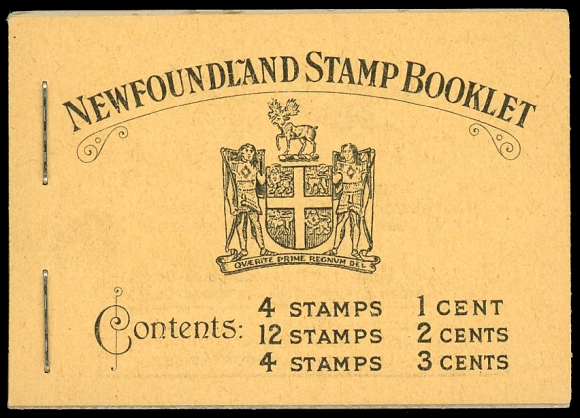 NEWFOUNDLAND STAMP BOOKLET
QUÆRITE PRIME REGNUM DEI
Contents:
4 STAMPS 1 CENT
12 STAMPS 2 CENTS
4 STAMPS 3 CENTS